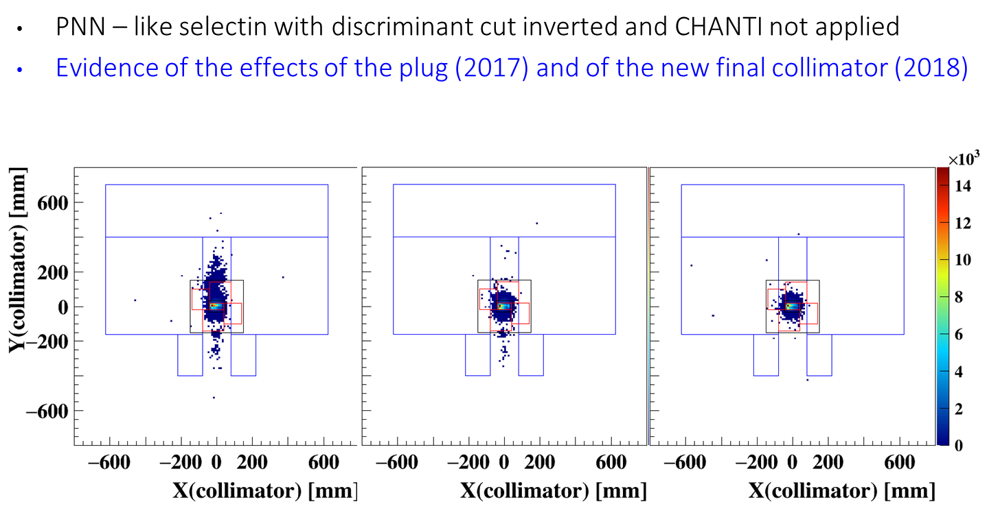 • PNN – like selectin with discriminant cut inverted and CHANTI not applied
• Evidence of the effects of the plug (2017) and of the new final collimator (2018)
×10³
Y(collimator) [mm]
600
200
0
−200
−600
14
12
10
8
6
4
2
0
−600 −200 0 200 600
−600 −200 0 200 600
−600 −200 0 200 600
X(collimator) [mm]
X(collimator) [mm]
X(collimator) [mm]